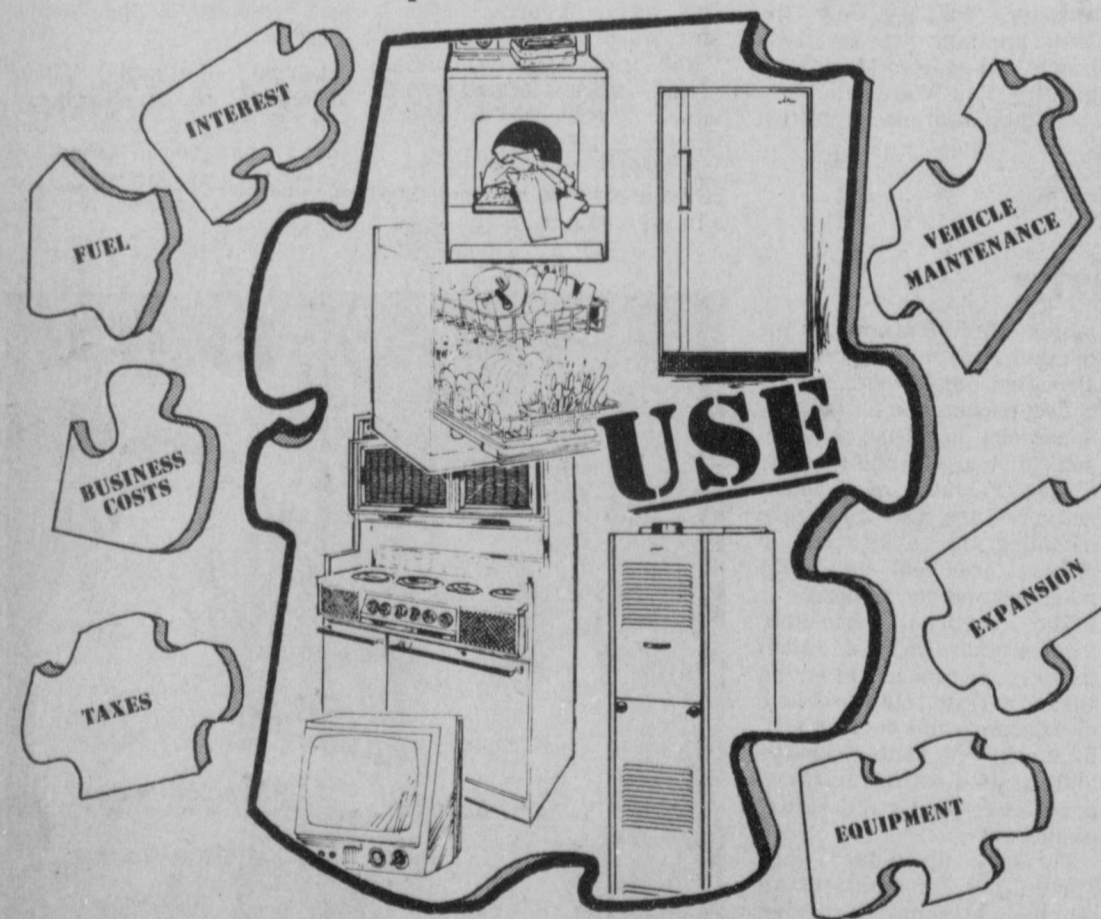 INTEREST
FUEL
BUSINESS
COSTS
TAXES
USE
VEHICLE
MAINTENANCE
EXPANSION
EQUIPMENT